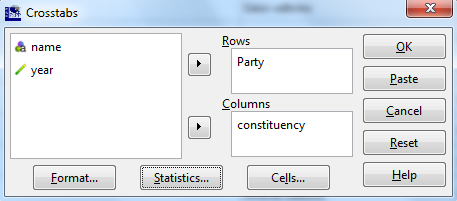 Crosstabs
name
year
Rows
Party
Columns
constituency
OK
Paste
Cancel
Reset
Help
Format...
Statistics...
Cells...